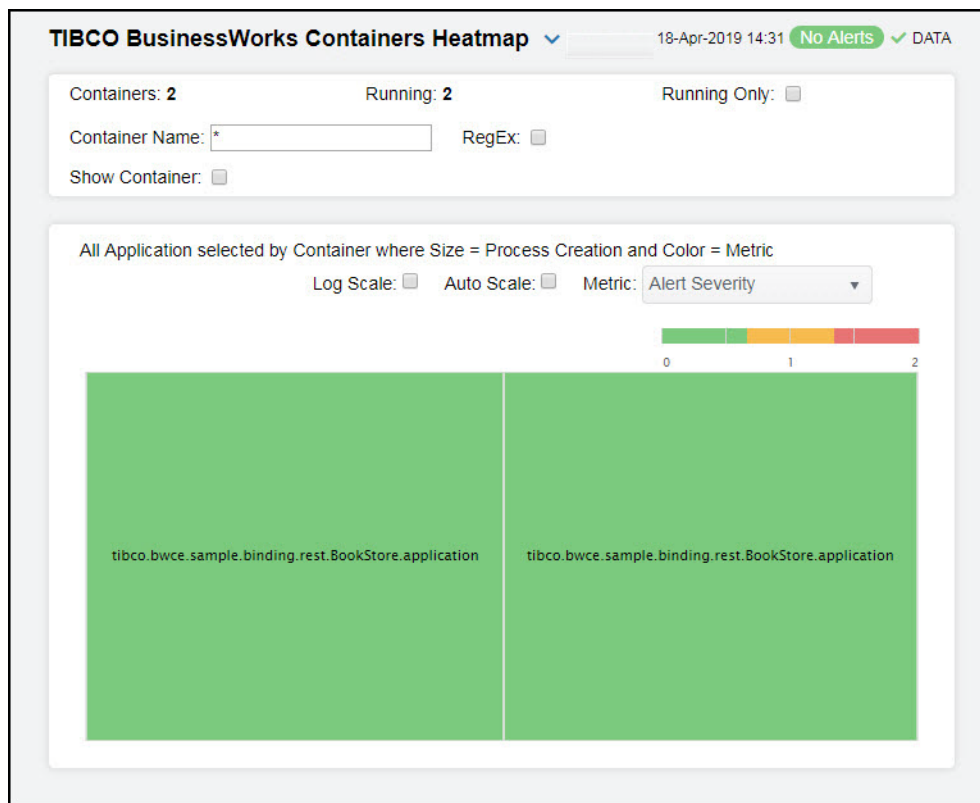 TIBCO BusinessWorks Containers Heatmap 18-Apr-2019 14:31 No Alerts DATA
Containers: 2 Running: 2 Running Only:
Container Name: * RegEx:
Show Container:
All Application selected by Container where Size = Process Creation and Color = Metric
Log Scale: Auto Scale: Metric: Alert Severity
0 1 2
tibco.bwce.sample.binding.rest.BookStore.application tibco.bwce.sample.binding.rest.BookStore.application